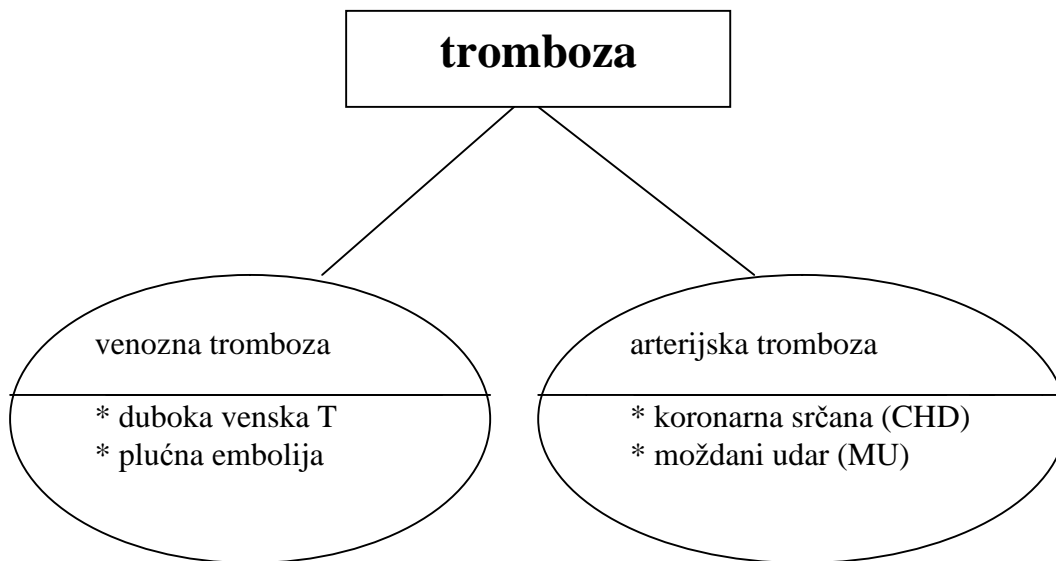 tromboza
venozna tromboza
* duboka venska T
* plućna embolija
arterijska tromboza
* koronarna srčana (CHD)
* moždani udar (MU)